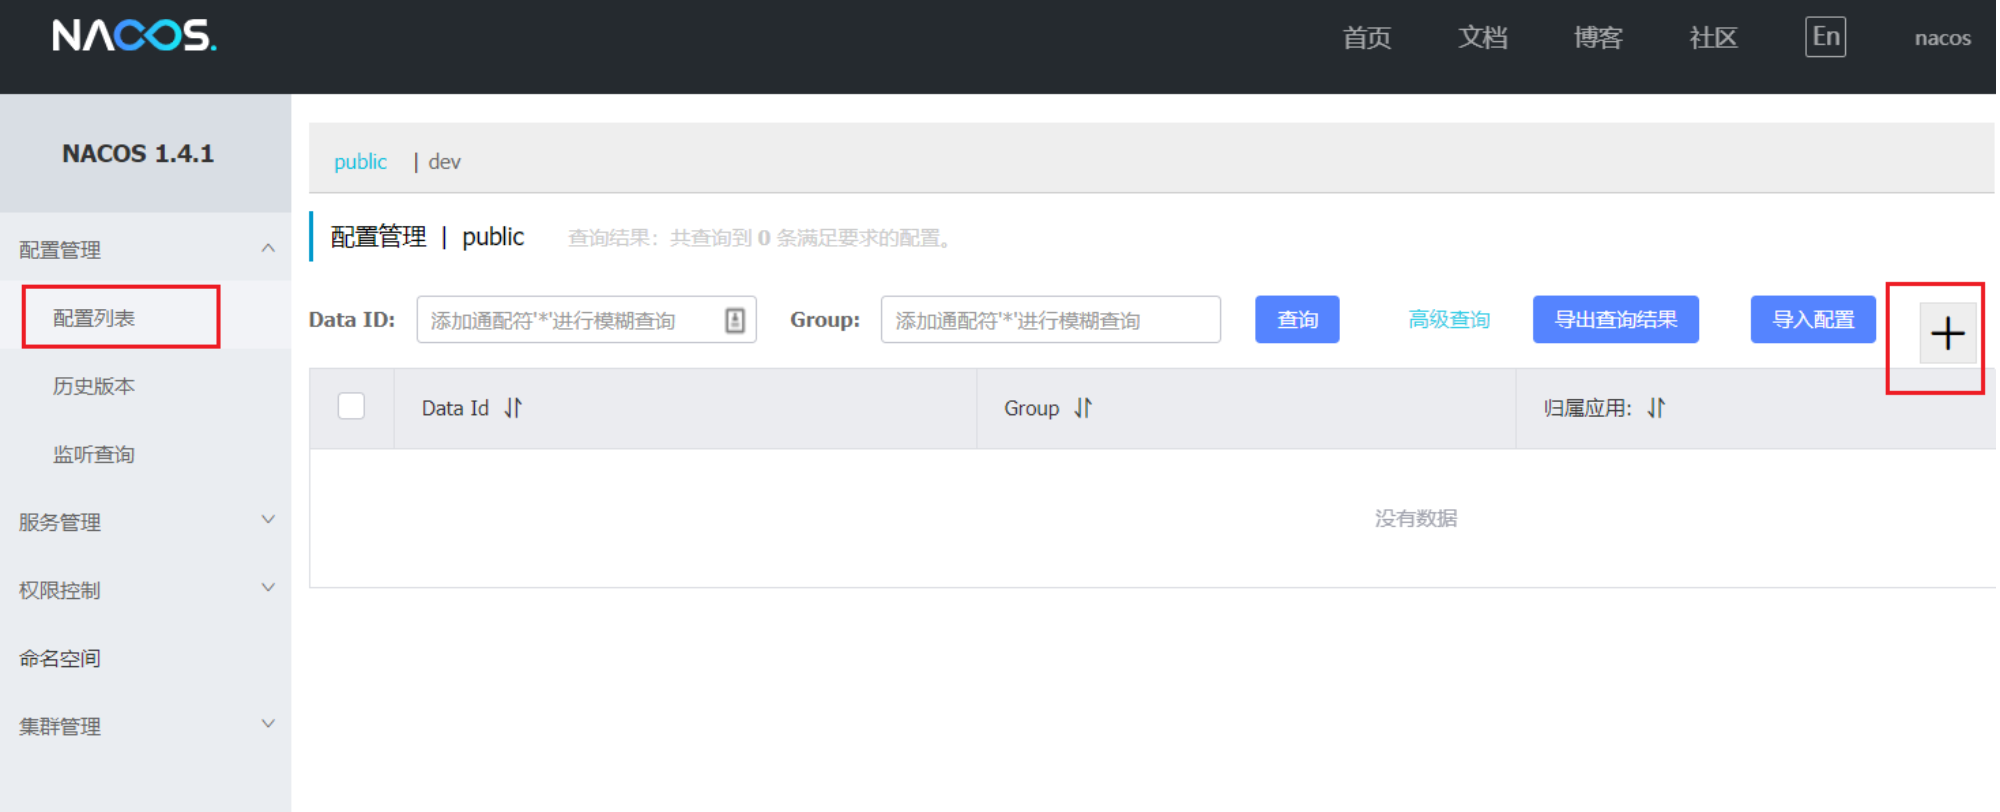 NACOS.
首页 文档 博客 社区 En nacos
NACOS 1.4.1
配置管理
配置列表
历史版本
监听查询
服务管理
权限控制
命名空间
集群管理
public | dev
配置管理 | public 查询结果：共查询到 0 条满足要求的配置。
Data ID: 添加通配符'*'进行模糊查询 Group: 添加通配符'*'进行模糊查询 查询 高级查询 导出查询结果 导入配置 +
Data Id Group 归属应用:
没有数据